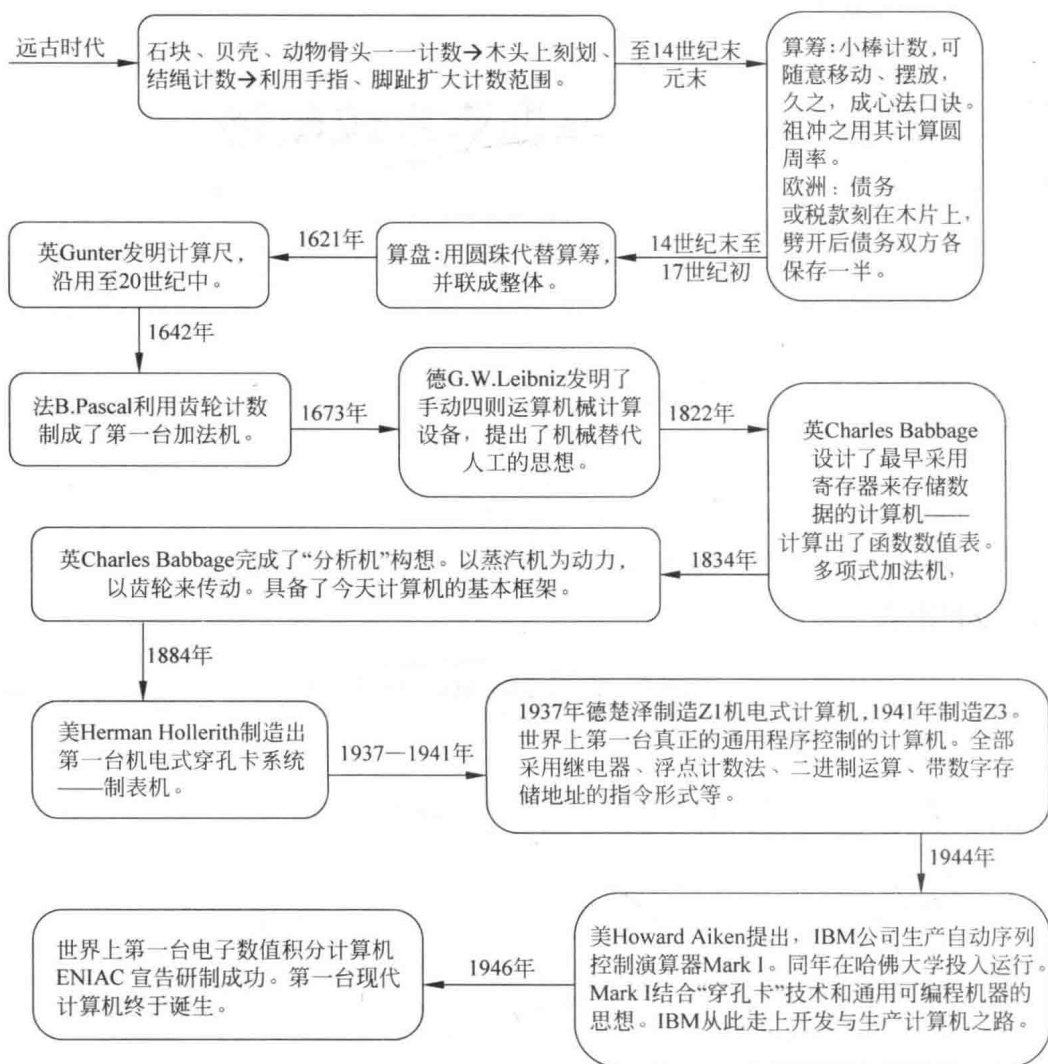 远古时代
石块、贝壳、动物骨头一一计数→木头上刻划、
结绳计数→利用手指、脚趾扩大计数范围。
至14世纪末
元末
算筹:小棒计数,可
随意移动、摆放,
久之，成心法口诀。
祖冲之用其计算圆
周率。
欧洲：债务
或税款刻在木片上，
劈开后债务双方各
保存一半。
14世纪末至
17世纪初
算盘:用圆珠代替算筹，
并联成整体。
1621年
英Gunter发明计算尺，
沿用至20世纪中。
1642年
法B.Pascal利用齿轮计数
制成了第一台加法机。
1673年
德G.W.Leibniz发明了
手动四则运算机械计算
设备，提出了机械替代
人工的思想。
1822年
英Charles Babbage
设计了最早采用
寄存器来存储数
据的计算机——
计算出了函数数值表。
多项式加法机,
1834年
英Charles Babbage完成了“分析机”构想。以蒸汽机为动力，
以齿轮来传动。具备了今天计算机的基本框架。
1884年
美Herman Hollerith制造出
第一台机电式穿孔卡系统
——制表机。
1937—1941年
1937年德楚泽制造Z1机电式计算机,1941年制造Z3。
世界上第一台真正的通用程序控制的计算机。全部
采用继电器、浮点计数法、二进制运算、带数字存
储地址的指令形式等。
1944年
美Howard Aiken提出，IBM公司生产自动序列
控制演算器Mark I。同年在哈佛大学投入运行。
Mark I结合“穿孔卡”技术和通用可编程机器的
思想。IBM从此走上开发与生产计算机之路。
1946年
世界上第一台电子数值积分计算机
ENIAC 宣告研制成功。第一台现代
计算机终于诞生。